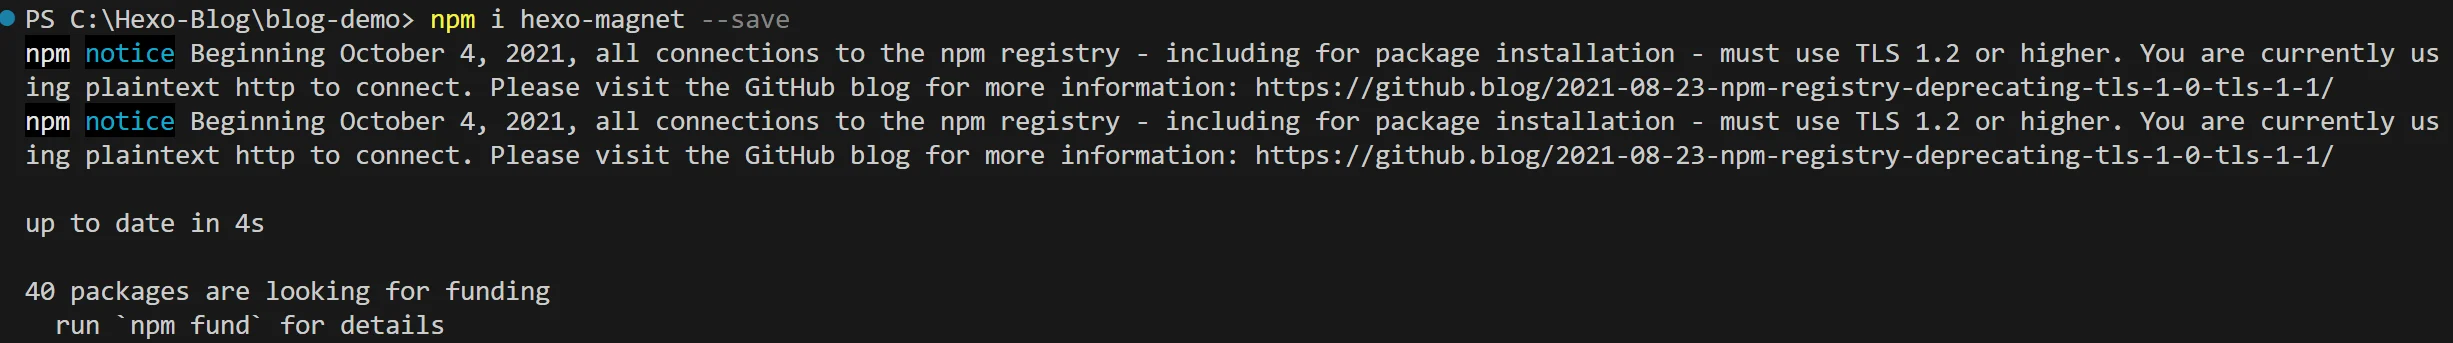 PS C:\Hexo-Blog\blog-demo> npm i hexo-magnet --save
npm notice Beginning October 4, 2021, all connections to the npm registry - including for package installation - must use TLS 1.2 or higher. You are currently us
ing plaintext http to connect. Please visit the GitHub blog for more information: https://github.blog/2021-08-23-npm-registry-deprecating-tls-1-0-tls-1-1/
npm notice Beginning October 4, 2021, all connections to the npm registry - including for package installation - must use TLS 1.2 or higher. You are currently us
ing plaintext http to connect. Please visit the GitHub blog for more information: https://github.blog/2021-08-23-npm-registry-deprecating-tls-1-0-tls-1-1/
up to date in 4s
40 packages are looking for funding
  run `npm fund` for details